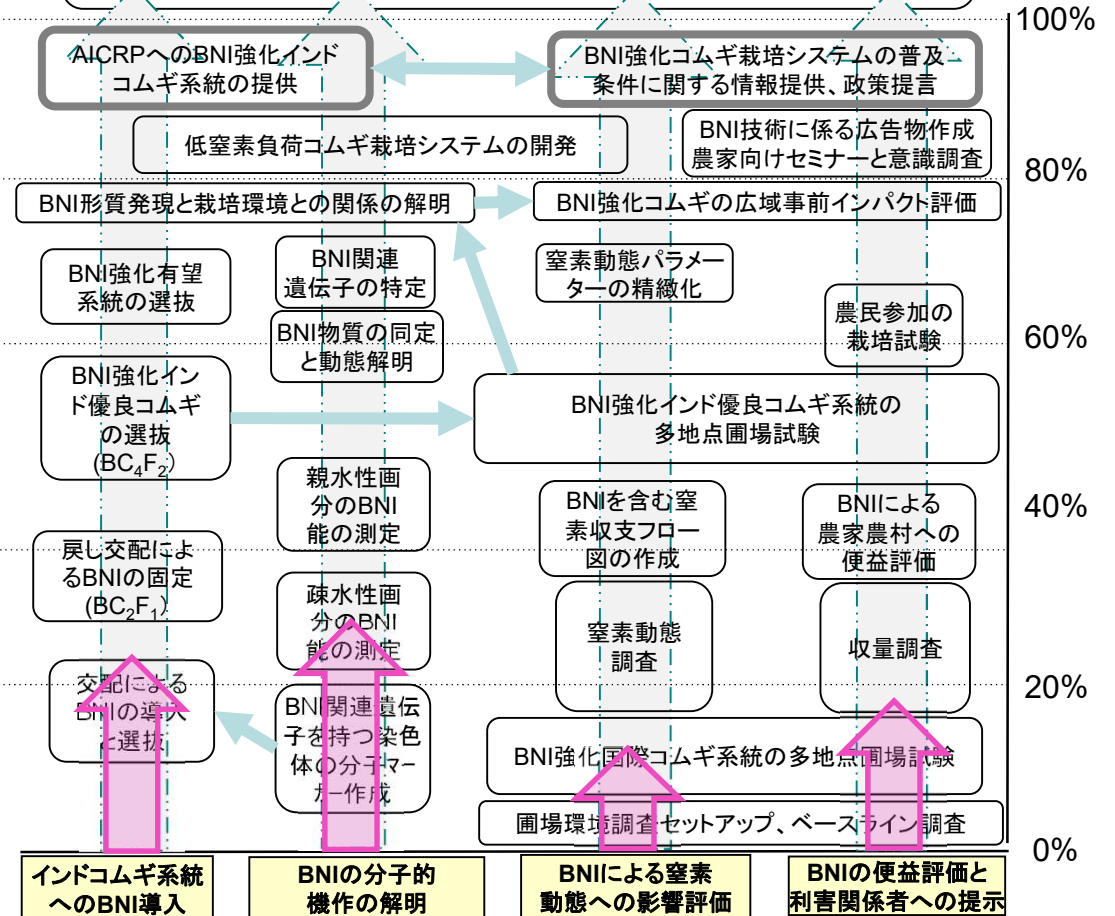 100%
AICRPへのBNI強化インド
コムギ系統の提供
BNI強化コムギ栽培システムの普及
条件に関する情報提供、政策提言
低窒素負荷コムギ栽培システムの開発
BNI技術に係る広告物作成
農家向けセミナーと意識調査
80%
BNI形質発現と栽培環境との関係の解明
BNI強化コムギの広域事前インパクト評価
BNI強化有望
系統の選抜
BNI関連
遺伝子の特定
窒素動態パラメー
ターの精緻化
農民参加の
栽培試験
BNI物質の同定
と動態解明
60%
BNI強化イン
ド優良コムギ
の選抜
(BC₄F₂)
BNI強化インド優良コムギ系統の
多地点圃場試験
親水性画
分のBNI
能の測定
BNIを含む窒
素収支フロー
図の作成
BNIによる
農家農村への
便益評価
40%
戻し交配によ
るBNIの固定
(BC₂F₁)
疎水性画
分のBNI
能の測定
窒素動態
調査
収量調査
20%
交配による
BNIの導入
と選抜
BNI関連遺伝
子を持つ染色
体の分子マー
カー作成
BNI強化国際コムギ系統の多地点圃場試験
圃場環境調査セットアップ、ベースライン調査
0%
インドコムギ系統
へのBNI導入
BNIの分子的
機作の解明
BNIによる窒素
動態への影響評価
BNIの便益評価と
利害関係者への提示